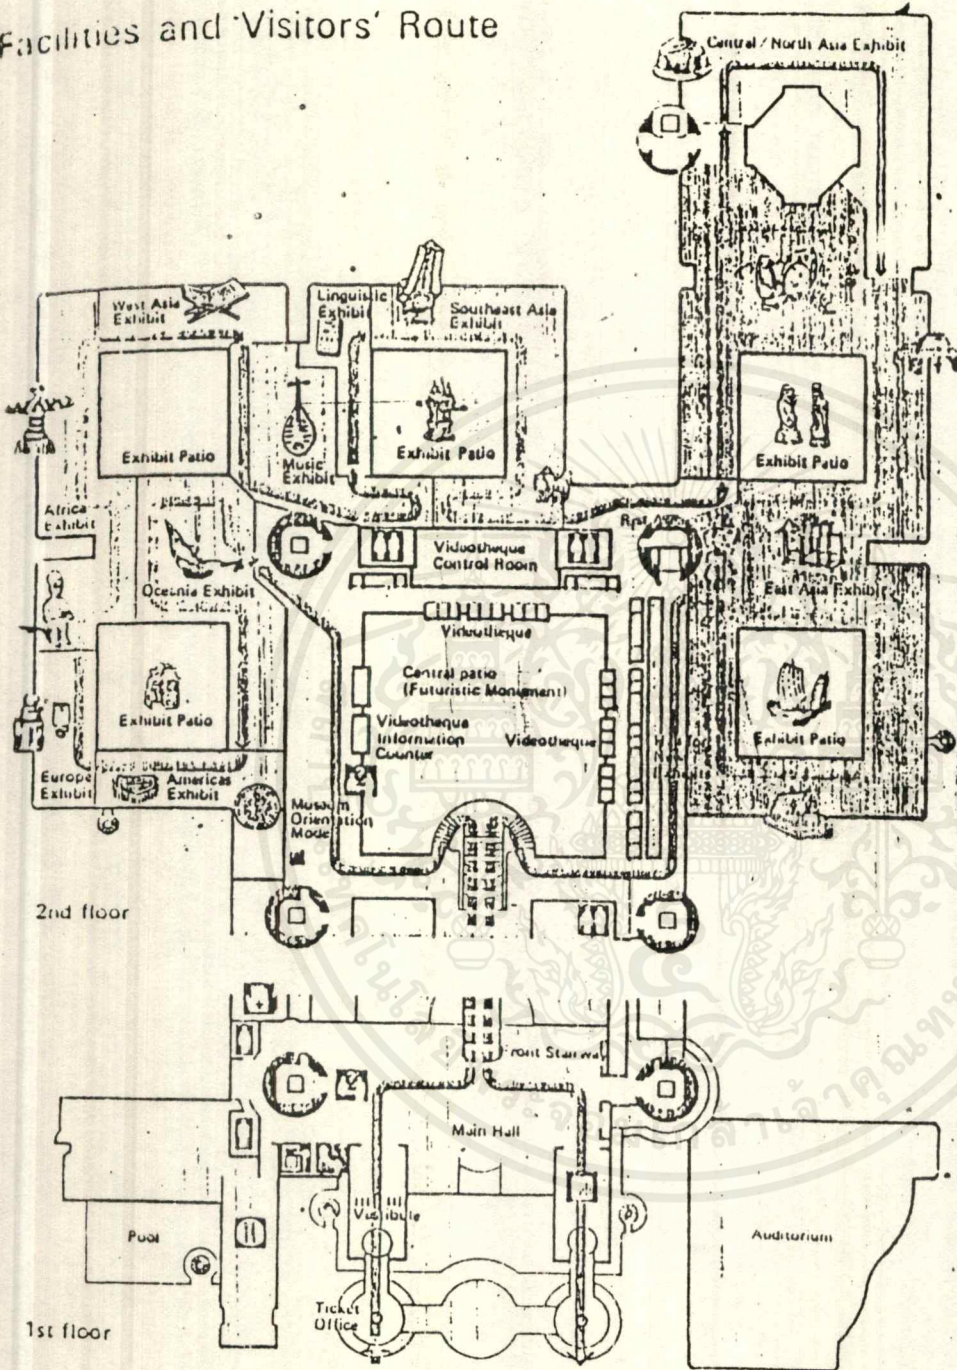 Facilities and 'Visitors' Route
Central / North Asia Exhibit
West Asia
Exhibit
Linguistic
Exhibit
Southeast Asia
Exhibit
Exhibit Patio
Music
Exhibit
Exhibit Patio
Exhibit Patio
Africa
Exhibit
Videotheque
Control Room
Oceania Exhibit
East Asia Exhibit
Videotheque
Central patio
(Futuristic Monument)
Exhibit Patio
Videotheque
Information
Counter
Videotheque
Exhibit Patio
Europe
Exhibit
Americas
Exhibit
Museum
Orientation
Mode
2nd floor
Front Stairway
Main Hall
Vestibule
Pool
Auditorium
Ticket
Office
1st floor